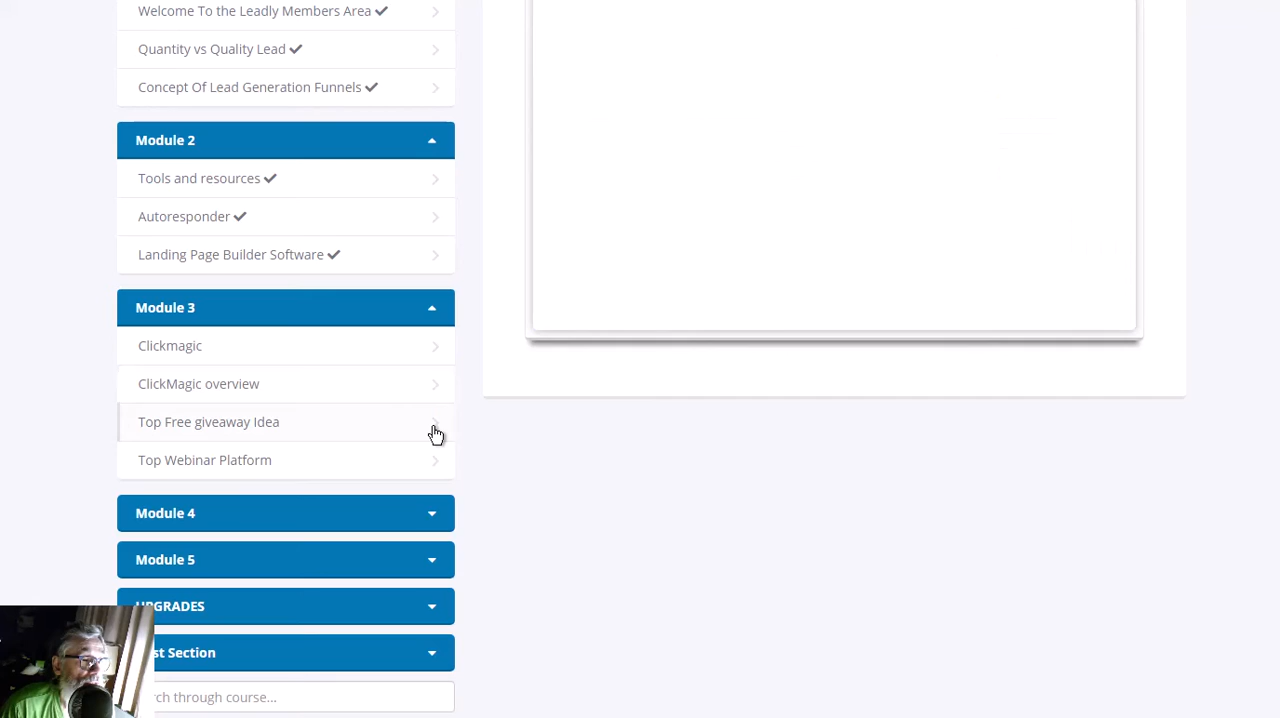 Welcome To the Leadly Members Area
Quantity vs Quality Lead
Concept Of Lead Generation Funnels
Module 2
Tools and resources
Autoresponder
Landing Page Builder Software
Module 3
Clickmagic
ClickMagic overview
Top Free giveaway Idea
Top Webinar Platform
Module 4
Module 5
UPGRADES
Section
through course...